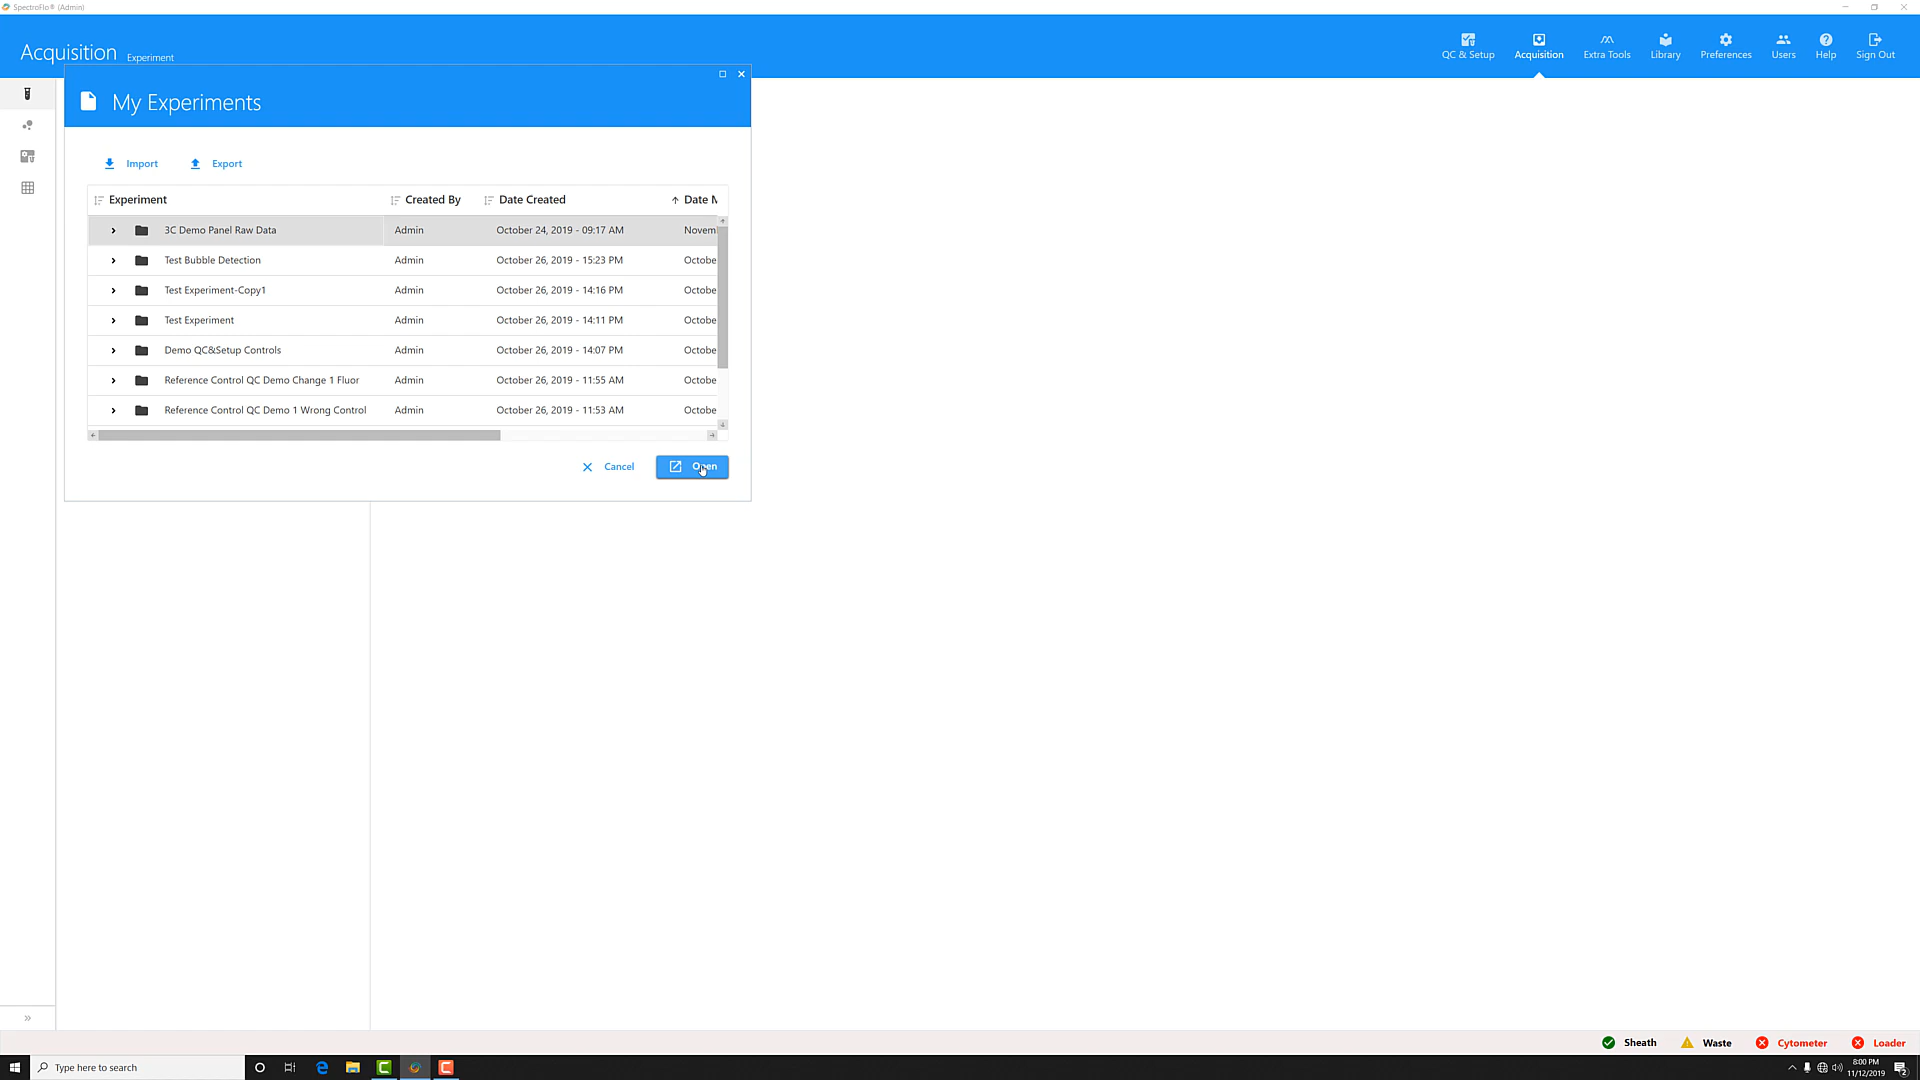 SpectroFlo® (Admin)
Acquisition Experiment
QC & Setup Acquisition Extra Tools Library Preferences Users Help Sign Out
My Experiments
Import Export
Experiment Created By Date Created Date M
3C Demo Panel Raw Data Admin October 24, 2019 - 09:17 AM Novem
Test Bubble Detection Admin October 26, 2019 - 15:23 PM Octobe
Test Experiment-Copy1 Admin October 26, 2019 - 14:16 PM Octobe
Test Experiment Admin October 26, 2019 - 14:11 PM Octobe
Demo QC&Setup Controls Admin October 26, 2019 - 14:07 PM Octobe
Reference Control QC Demo Change 1 Fluor Admin October 26, 2019 - 11:55 AM Octobe
Reference Control QC Demo 1 Wrong Control Admin October 26, 2019 - 11:53 AM Octobe
Cancel Open
Sheath Waste Cytometer Loader
Type here to search
8:00 PM
11/12/2019
2